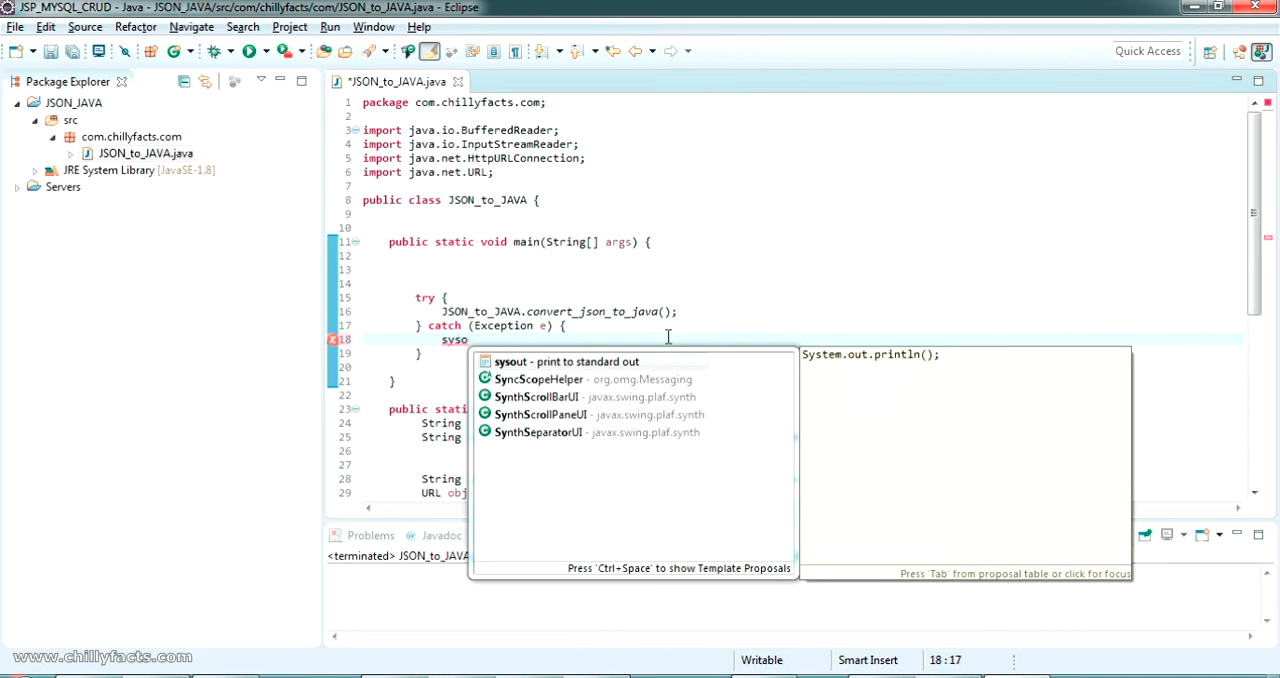 JSP_MYSQL_CRUD - Java - JSON_JAVA/src/com/chillyfacts/com/JSON_to_JAVA.java - Eclipse
File Edit Source Refactor Navigate Search Project Run Window Help
Quick Access
Package Explorer
JSON_JAVA
src
com.chillyfacts.com
JSON_to_JAVA.java
JRE System Library [JavaSE-1.8]
Servers
*JSON_to_JAVA.java
1 package com.chillyfacts.com;
2
3 import java.io.BufferedReader;
4 import java.io.InputStreamReader;
5 import java.net.HttpURLConnection;
6 import java.net.URL;
7
8 public class JSON_to_JAVA {
9
10
11 public static void main(String[] args) {
12
13
14
15 try {
16 JSON_to_JAVA.convert_json_to_java();
17 } catch (Exception e) {
18 syso
19 }
20
21 }
22
23 public stati
24 String
25 String
26
27
28 String
29 URL obj
sysout - print to standard out
SyncScopeHelper - org.omg.Messaging
SynthScrollBarUI - javax.swing.plaf.synth
SynthScrollPaneUI - javax.swing.plaf.synth
SynthSeparatorUI - javax.swing.plaf.synth
Press 'Ctrl+Space' to show Template Proposals
System.out.println();
Press 'Tab' from proposal table or click for focus
Problems @ Javadoc
<terminated> JSON_to_JAVA
www.chillyfacts.com
Writable Smart Insert 18 : 17